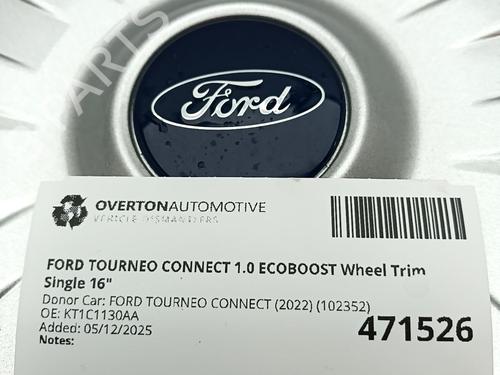 PARTS
Ford
OVERTONAUTOMOTIVE
VEHICLE DISMANTLERS
FORD TOURNEO CONNECT 1.0 ECOBOOST Wheel Trim
Single 16"
Donor Car: FORD TOURNEO CONNECT (2022) (102352)
OE: KT1C1130AA
Added: 05/12/2025
Notes:
471526